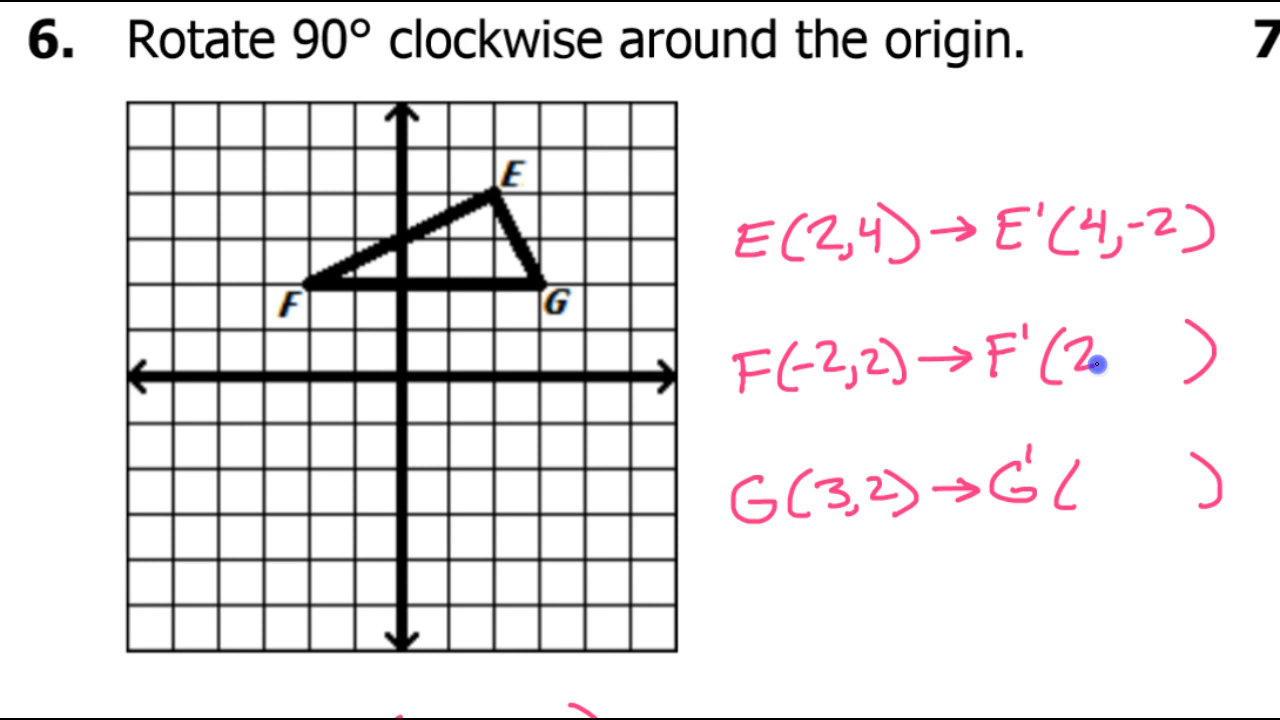 6. Rotate 90° clockwise around the origin. 7
E
F
G
E(2,4)→E'(4,-2)
F(-2,2)→F'(2 )
G(3,2)→G'( )